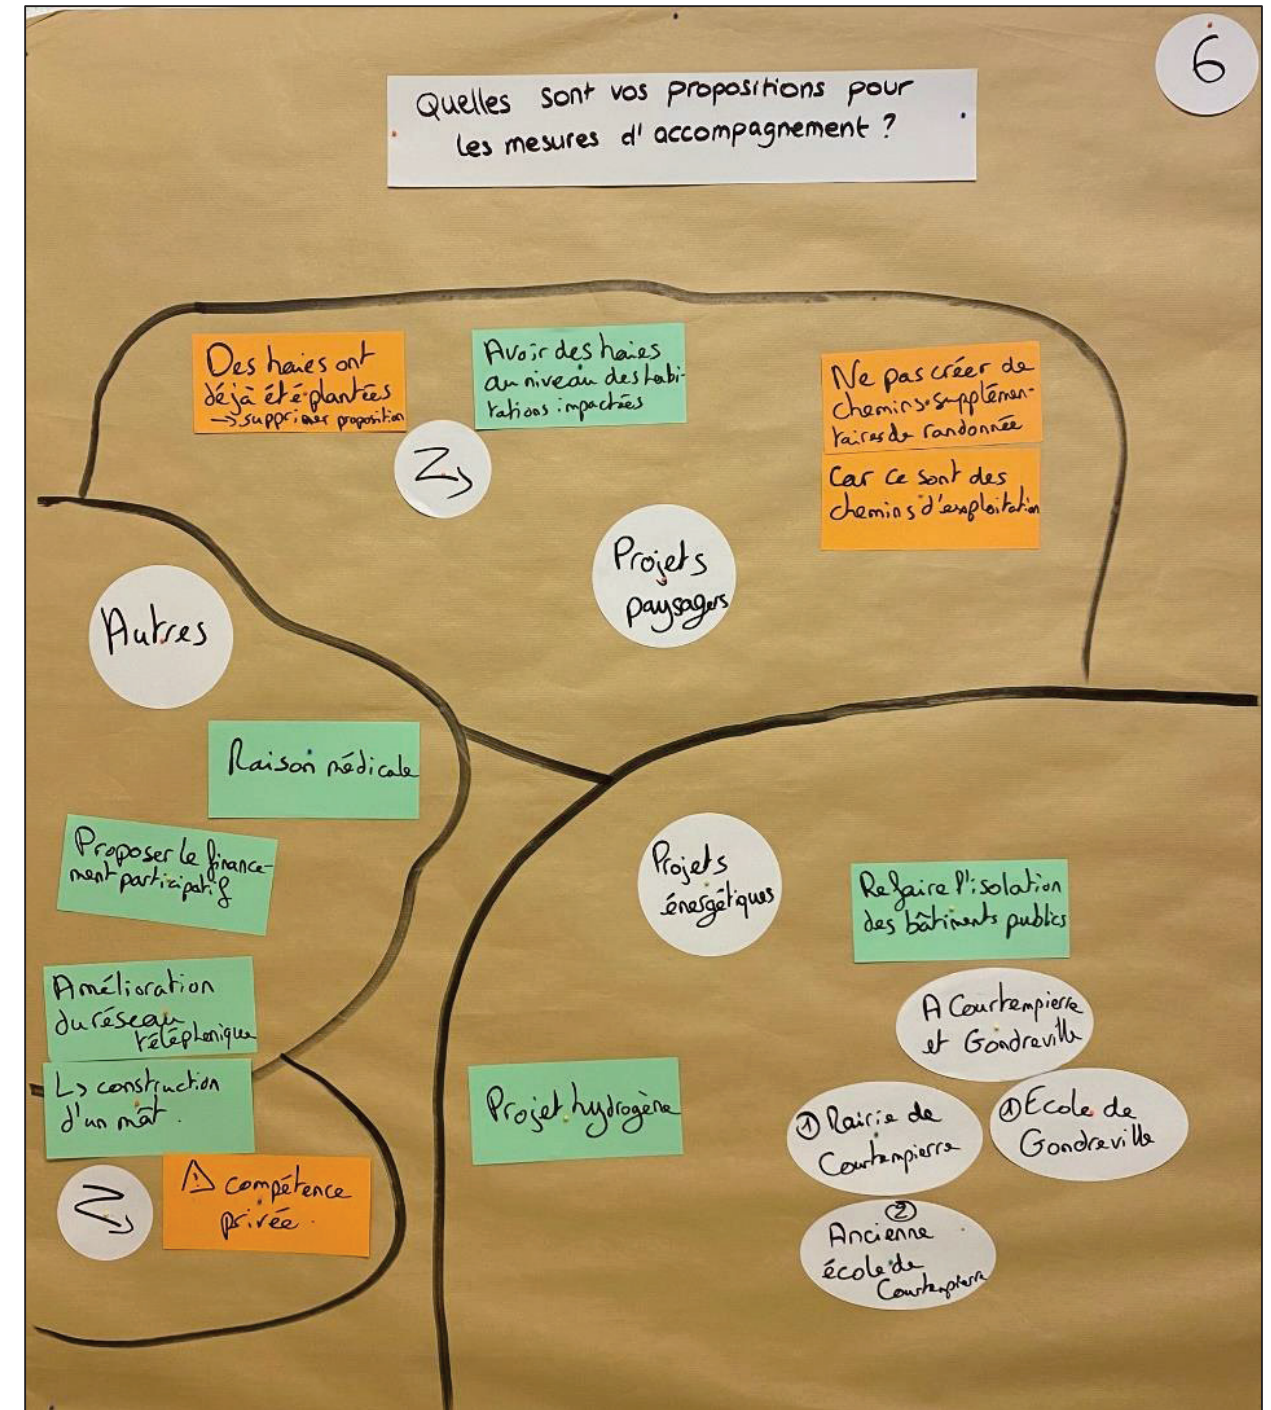 6
Quelles sont vos propositions pour
les mesures d'accompagnement ?
Des haies ont
déjà été plantées
→ supprimer proposition
Avoir des haies
au niveau des habi-
tations impactées
Ne pas créer de
chemins supplémen-
taires de randonnée
Car ce sont des
chemins d'exploitation
Projets
paysagers
Autres
Raison médicale
Proposer le finance-
ment participatif
Amélioration
du réseau
téléphonique
↳ construction
d'un mât.
⚠ compétence
privée.
Projets
énergétiques
Refaire l'isolation
des bâtiments publics
A Courtempierre
et Gondreville
① Mairie de
Courtempierre
① Ecole de
Gondreville
②
Ancienne
école de
Courtempierre
Projet hydrogène